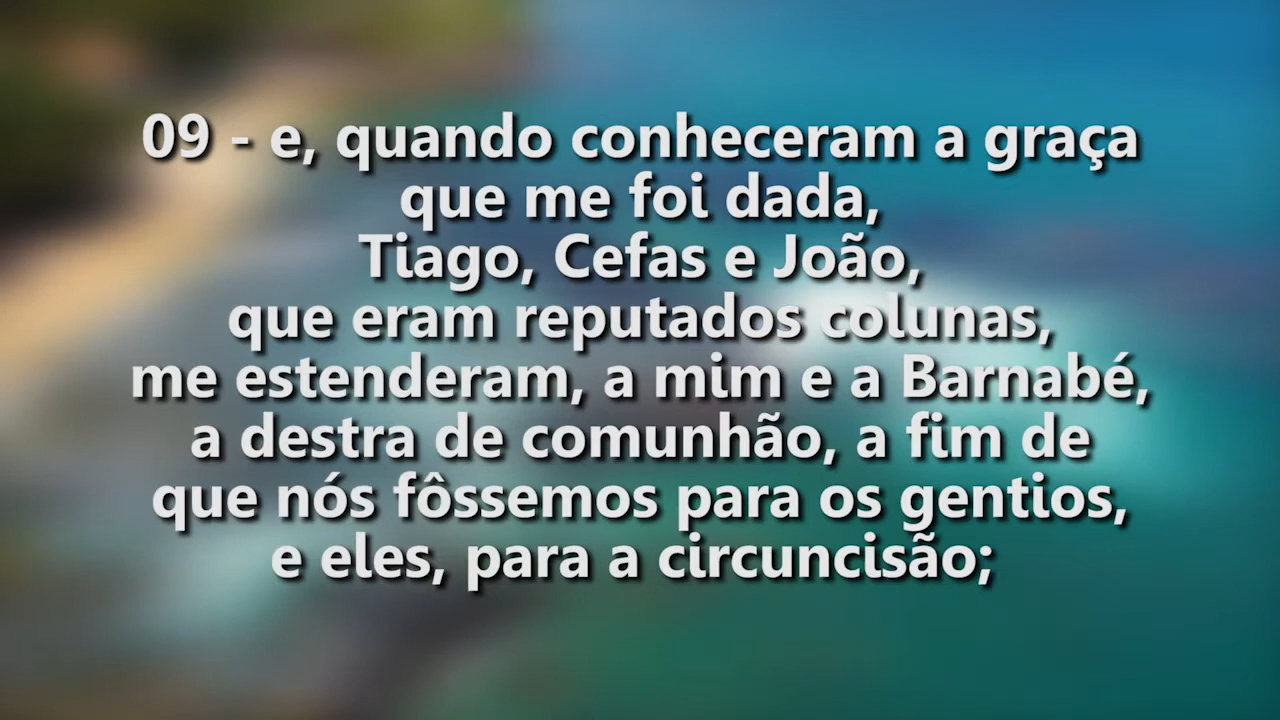 09 - e, quando conheceram a graça
que me foi dada,
Tiago, Cefas e João,
que eram reputados colunas,
me estenderam, a mim e a Barnabé,
a destra de comunhão, a fim de
que nós fôssemos para os gentios,
e eles, para a circuncisão;